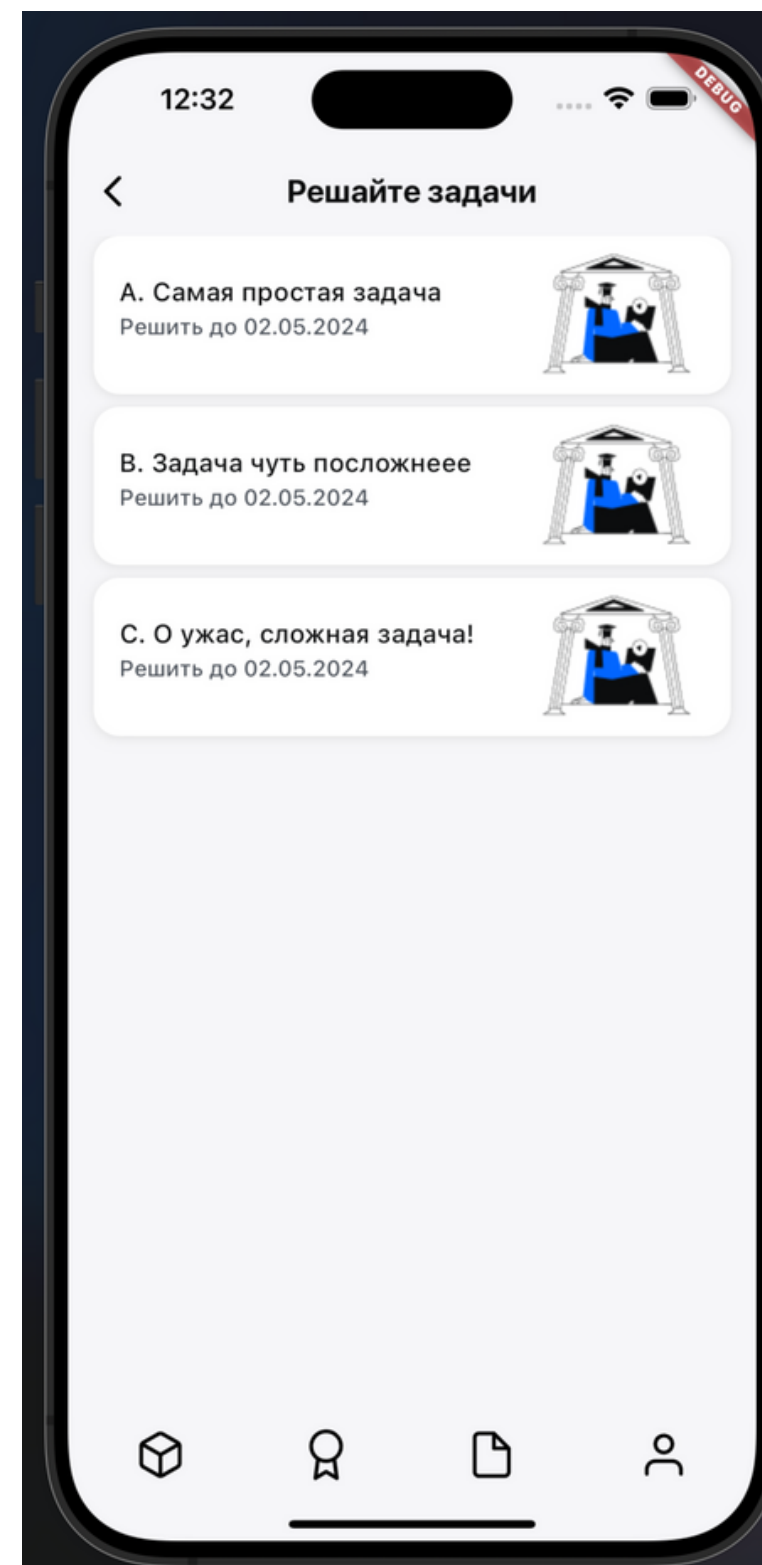 12:32
DEBUG
Решайте задачи
A. Самая простая задача
Решить до 02.05.2024
B. Задача чуть посложнеее
Решить до 02.05.2024
C. О ужас, сложная задача!
Решить до 02.05.2024